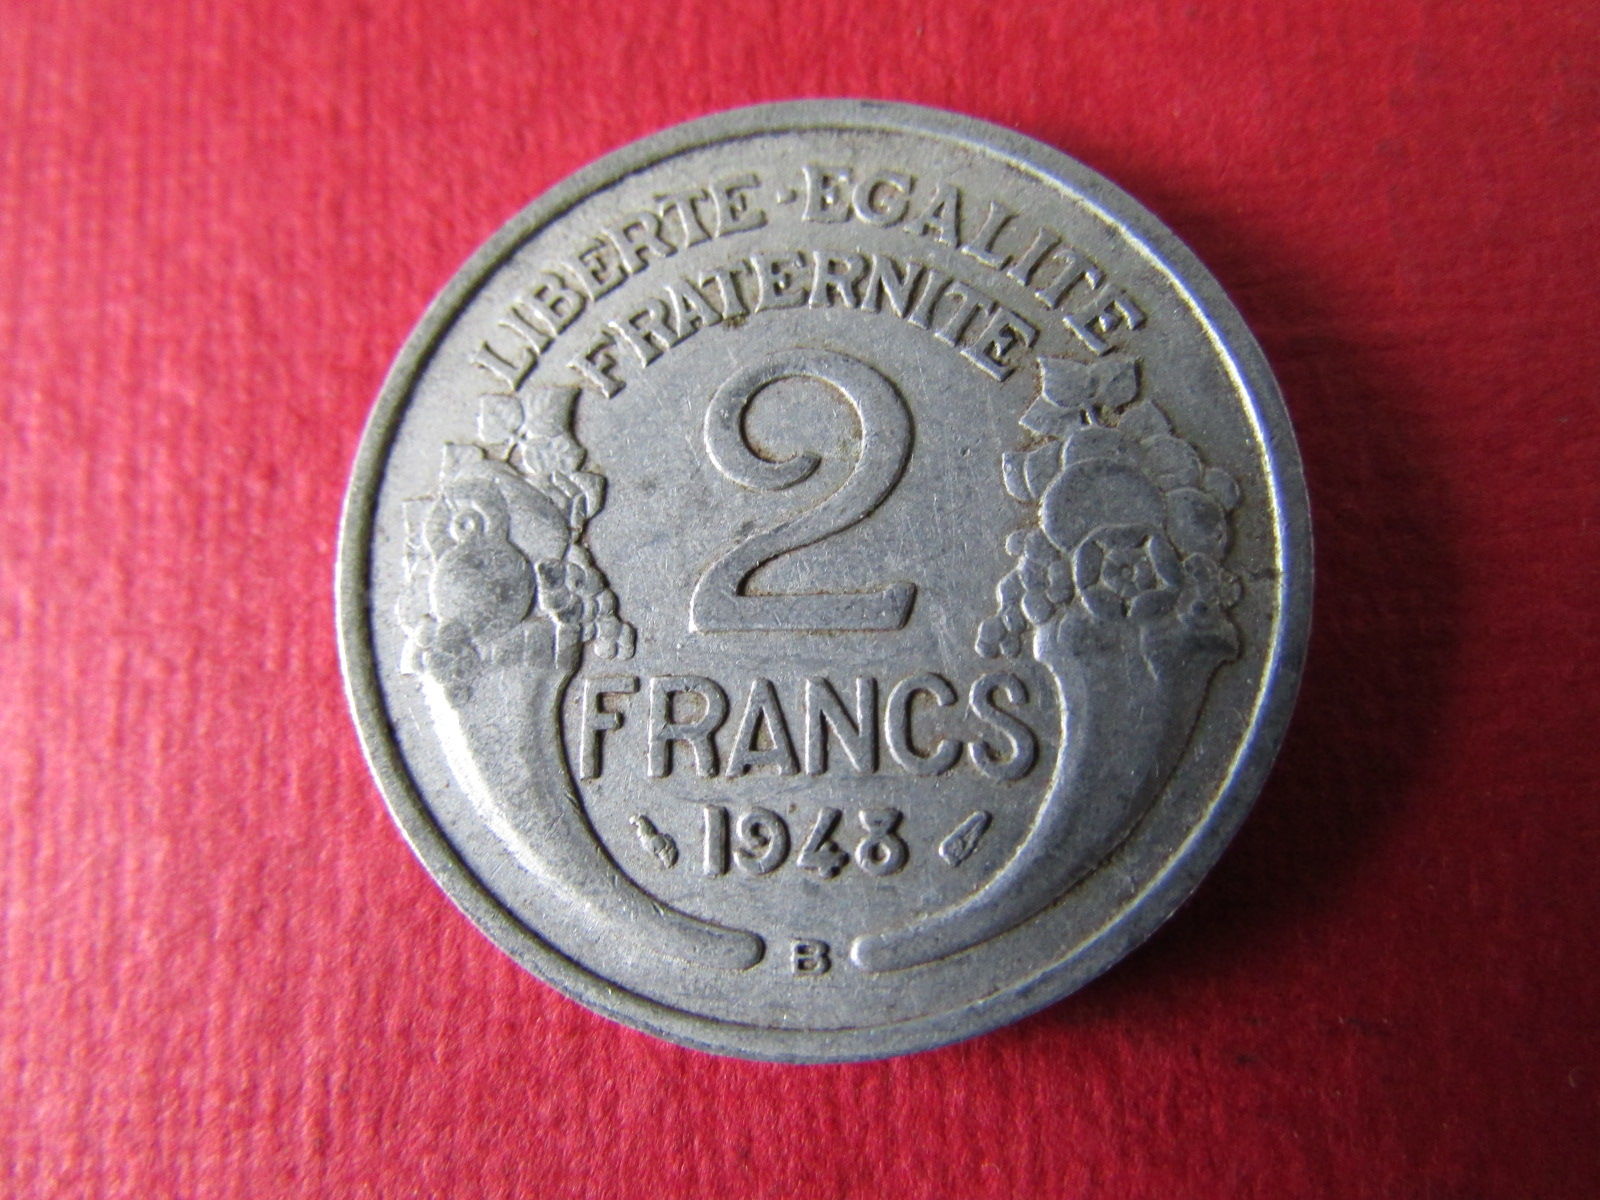 LIBERTE-EGALITE
FRATERNITE
2
FRANCS
1948
B